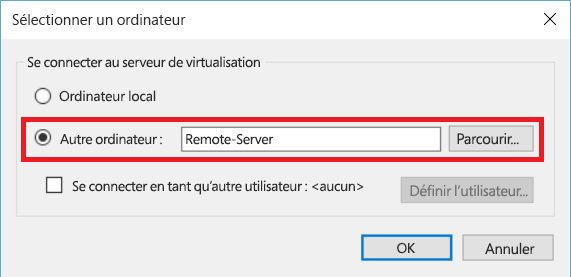 Sélectionner un ordinateur
Se connecter au serveur de virtualisation
Ordinateur local
Autre ordinateur : Remote-Server Parcourir...
Se connecter en tant qu'autre utilisateur : <aucun> Définir l'utilisateur...
OK Annuler